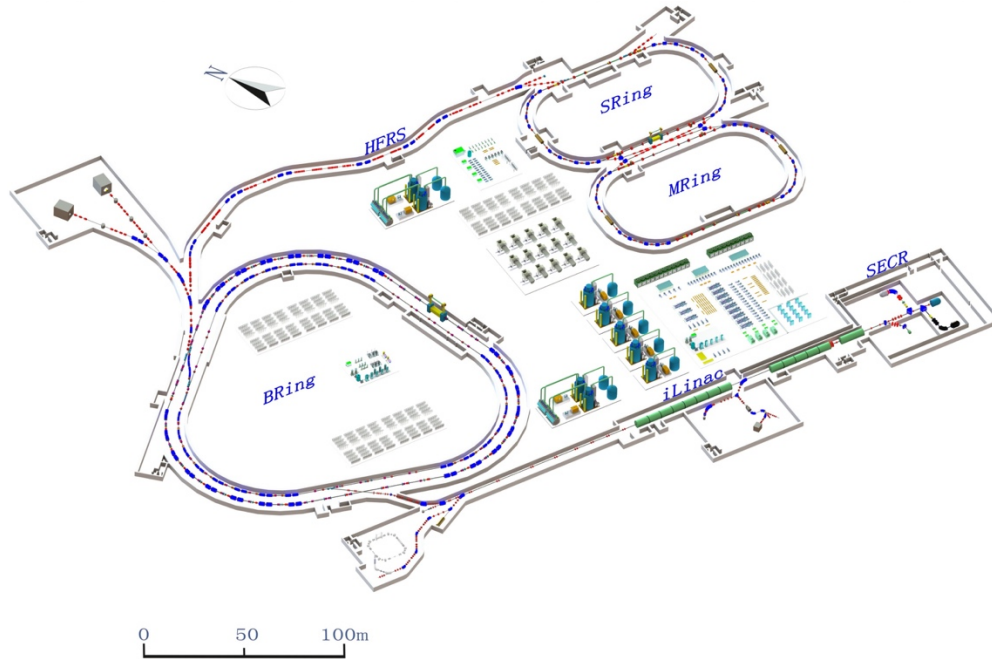 N
SRing
HFRS
MRing
SECR
BRing
iLinac
0 50 100m